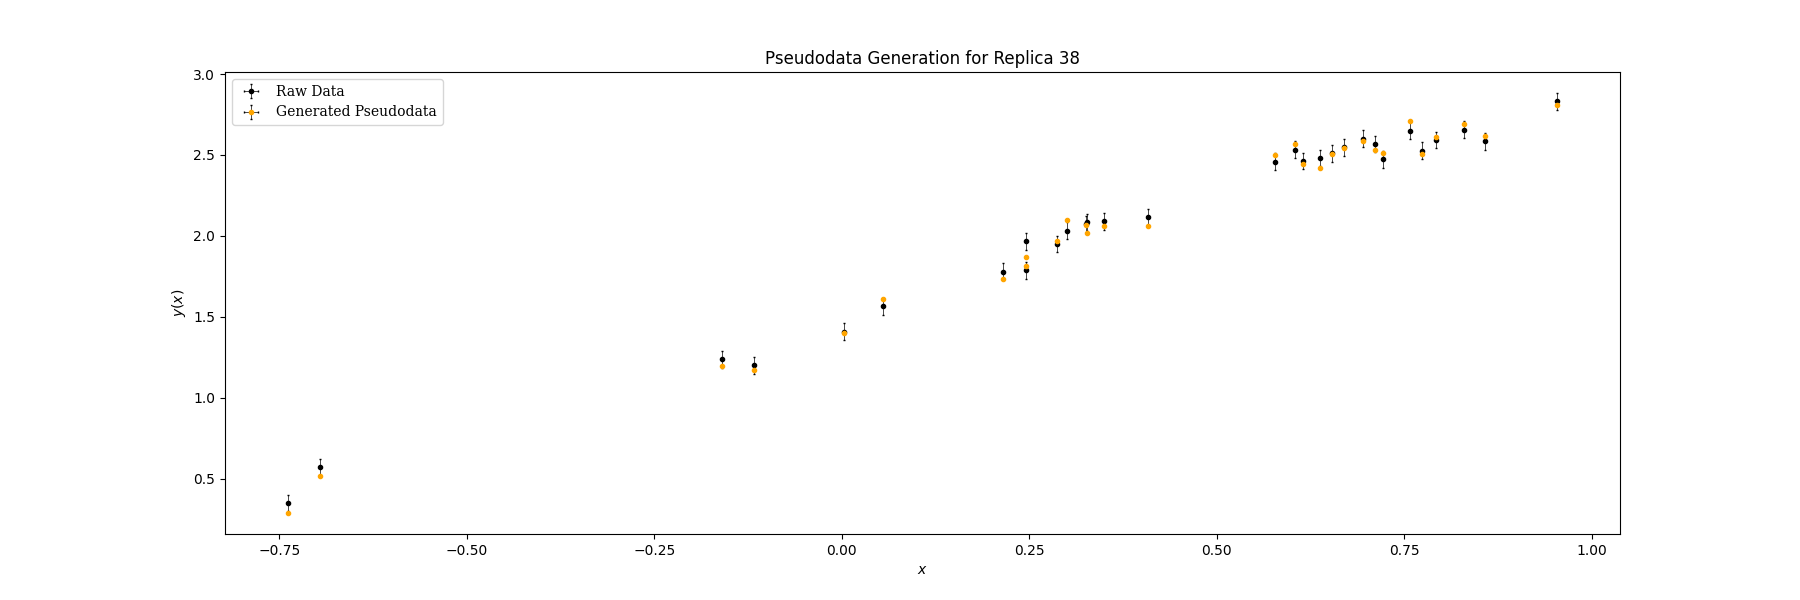 Pseudodata Generation for Replica 38
Raw Data
Generated Pseudodata
3.0
2.5
2.0
1.5
1.0
0.5
y(x)
−0.75 −0.50 −0.25 0.00 0.25 0.50 0.75 1.00
x